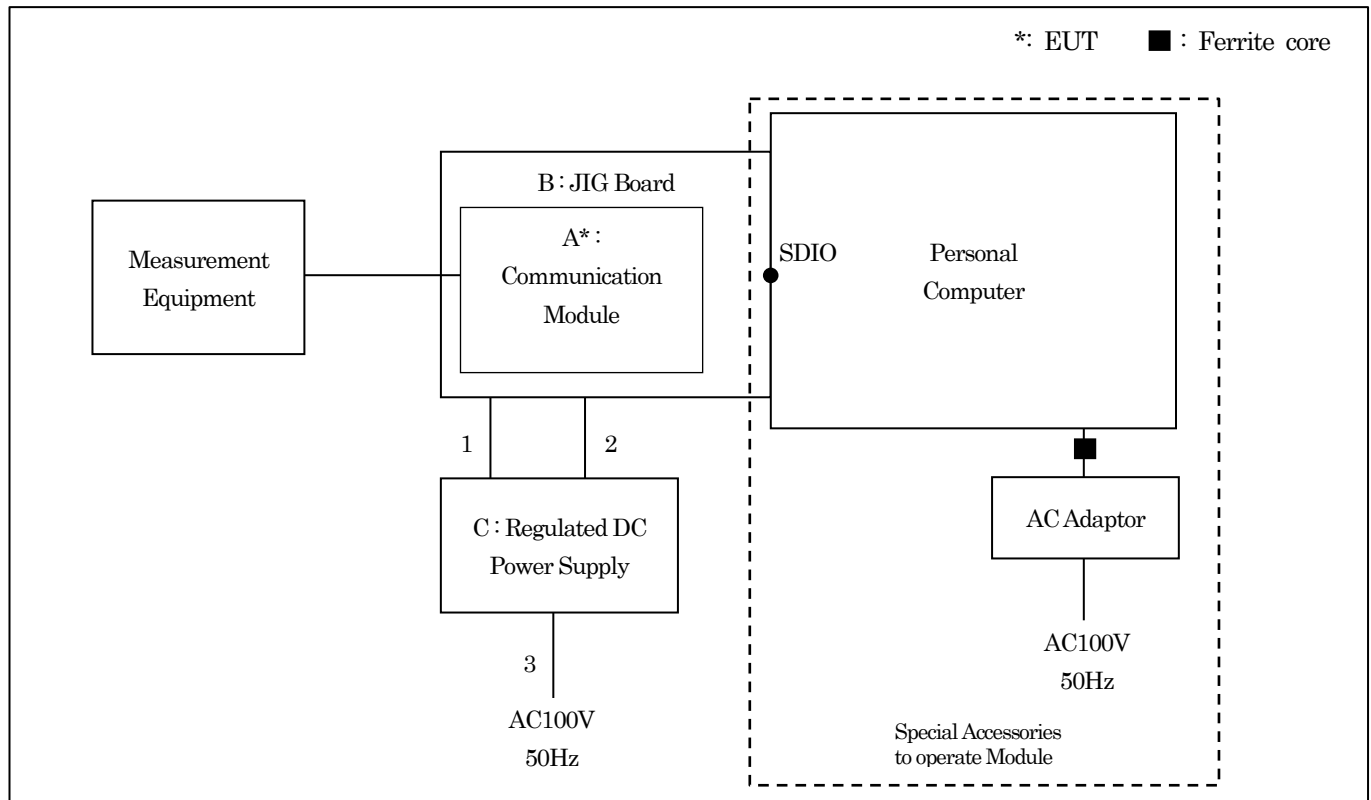 *: EUT ■ : Ferrite core
B : JIG Board
A* :
Communication
Module
Measurement
Equipment
SDIO
Personal
Computer
1
2
C : Regulated DC
Power Supply
AC Adaptor
3
AC100V
50Hz
AC100V
50Hz
Special Accessories
to operate Module